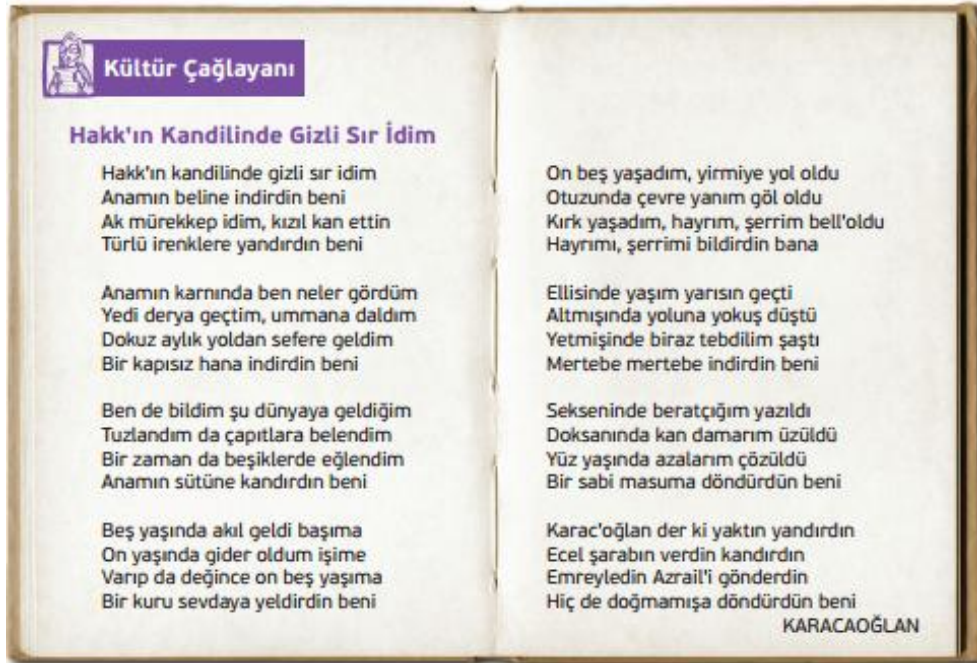 Kültür Çağlayanı
Hakk'ın Kandilinde Gizli Sır İdim
Hakk'ın kandilinde gizli sır idim
Anamın beline indirdin beni
Ak mürekkep idim, kızıl kan ettin
Türlü irenklere yandırdın beni
Anamın karnında ben neler gördüm
Yedi derya geçtim, ummana daldım
Dokuz aylık yoldan sefere geldim
Bir kapısız hana indirdin beni
Ben de bildim şu dünyaya geldiğim
Tuzlandım da çapıtlara belendim
Bir zaman da beşiklerde eğlendim
Anamın sütüne kandırdın beni
Beş yaşında akıl geldi başıma
On yaşında gider oldum işime
Varıp da değince on beş yaşıma
Bir kuru sevdaya yeldirdin beni
On beş yaşadım, yirmiye yol oldu
Otuzunda çevre yanım göl oldu
Kırk yaşadım, hayrım, şerrim bell'oldu
Hayrımı, şerrimi bildirdin bana
Ellisinde yaşım yarısın geçti
Altmışında yoluna yokuş düştü
Yetmişinde biraz tebdilim şaştı
Mertebe mertebe indirdin beni
Sekseninde beratçığım yazıldı
Doksanında kan damarım üzüldü
Yüz yaşında azalarım çözüldü
Bir sabi masuma döndürdün beni
Karac'oğlan der ki yaktın yandırdın
Ecel şarabın verdin kandırdın
Emreyledin Azrail'i gönderdin
Hiç de doğmamışa döndürdün beni
KARACAOĞLAN